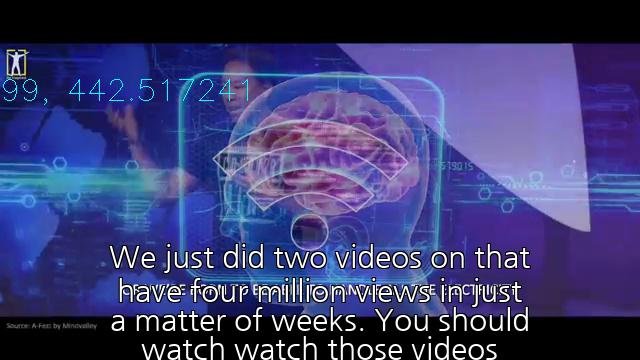 99, 442.517241
579015
We just did two videos on that
have four million views in just
a matter of weeks. You should
watch watch those videos
Source: A-Fest by Mindvalley